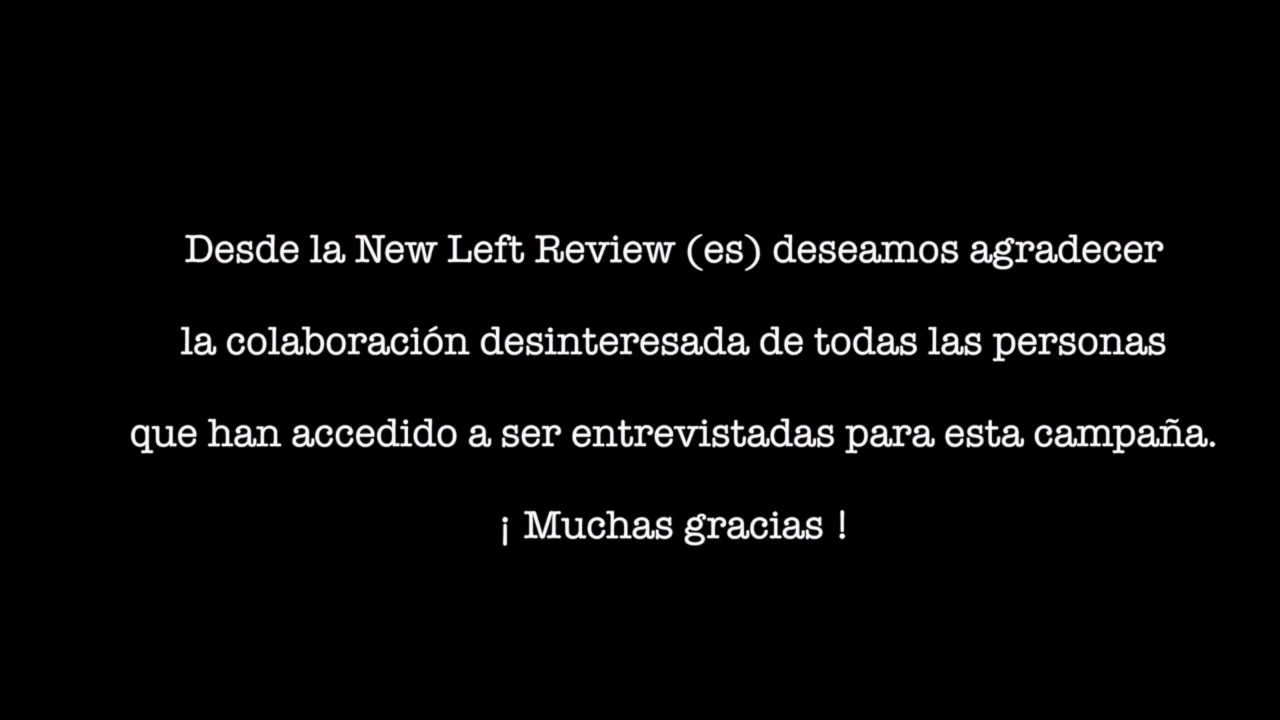 Desde la New Left Review (es) deseamos agradecer
la colaboración desinteresada de todas las personas
que han accedido a ser entrevistadas para esta campaña.
¡ Muchas gracias !